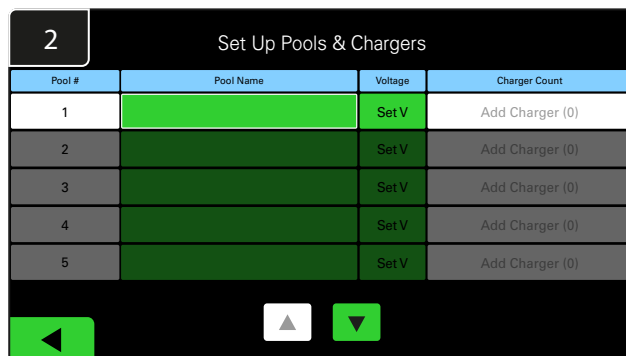 2
Set Up Pools & Chargers
Pool # Pool Name Voltage Charger Count
1 Set V Add Charger (0)
2 Set V Add Charger (0)
3 Set V Add Charger (0)
4 Set V Add Charger (0)
5 Set V Add Charger (0)